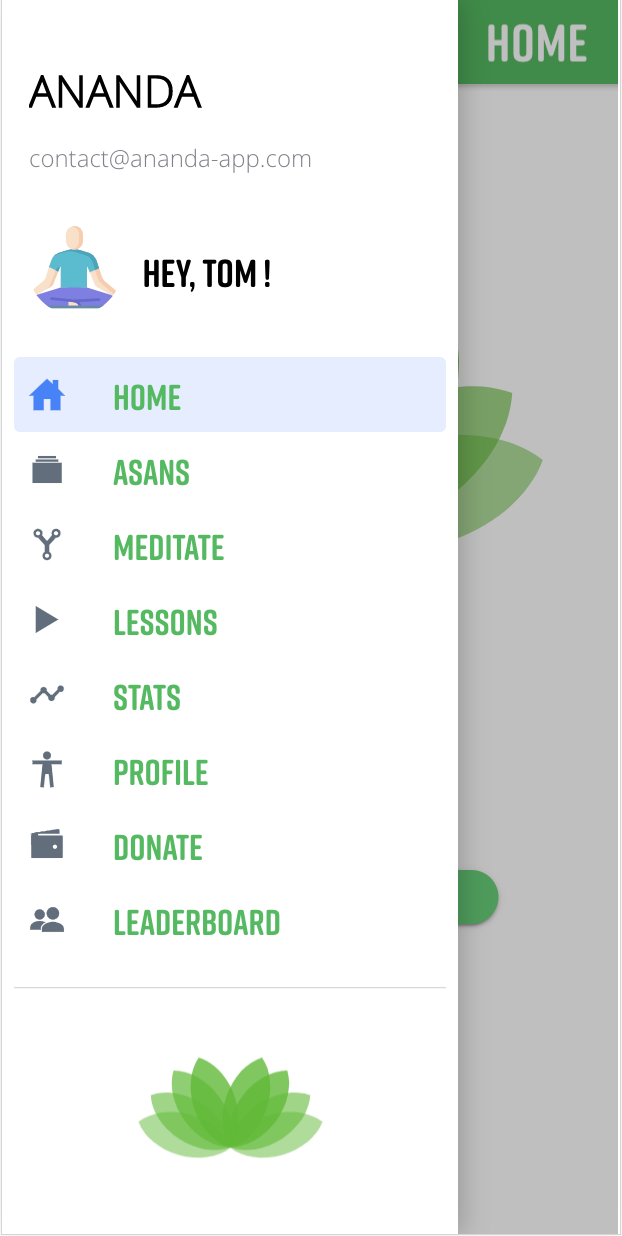 HOME
ANANDA
contact@ananda-app.com
HEY, TOM !
HOME
ASANS
MEDITATE
LESSONS
STATS
PROFILE
DONATE
LEADERBOARD